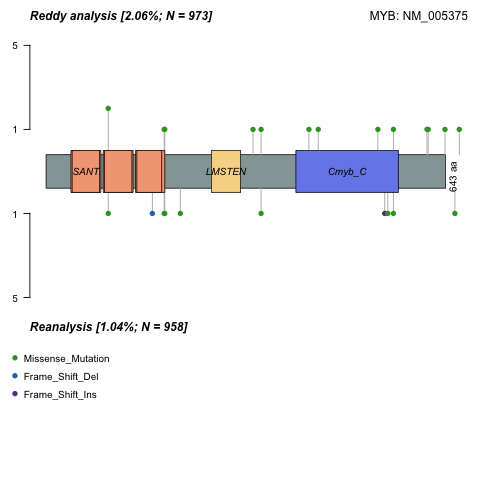 Reddy analysis [2.06%; N = 973]
MYB: NM_005375
5
1
SANT
LMSTEN
Cmyb_C
643 aa
1
5
Reanalysis [1.04%; N = 958]
Missense_Mutation
Frame_Shift_Del
Frame_Shift_Ins